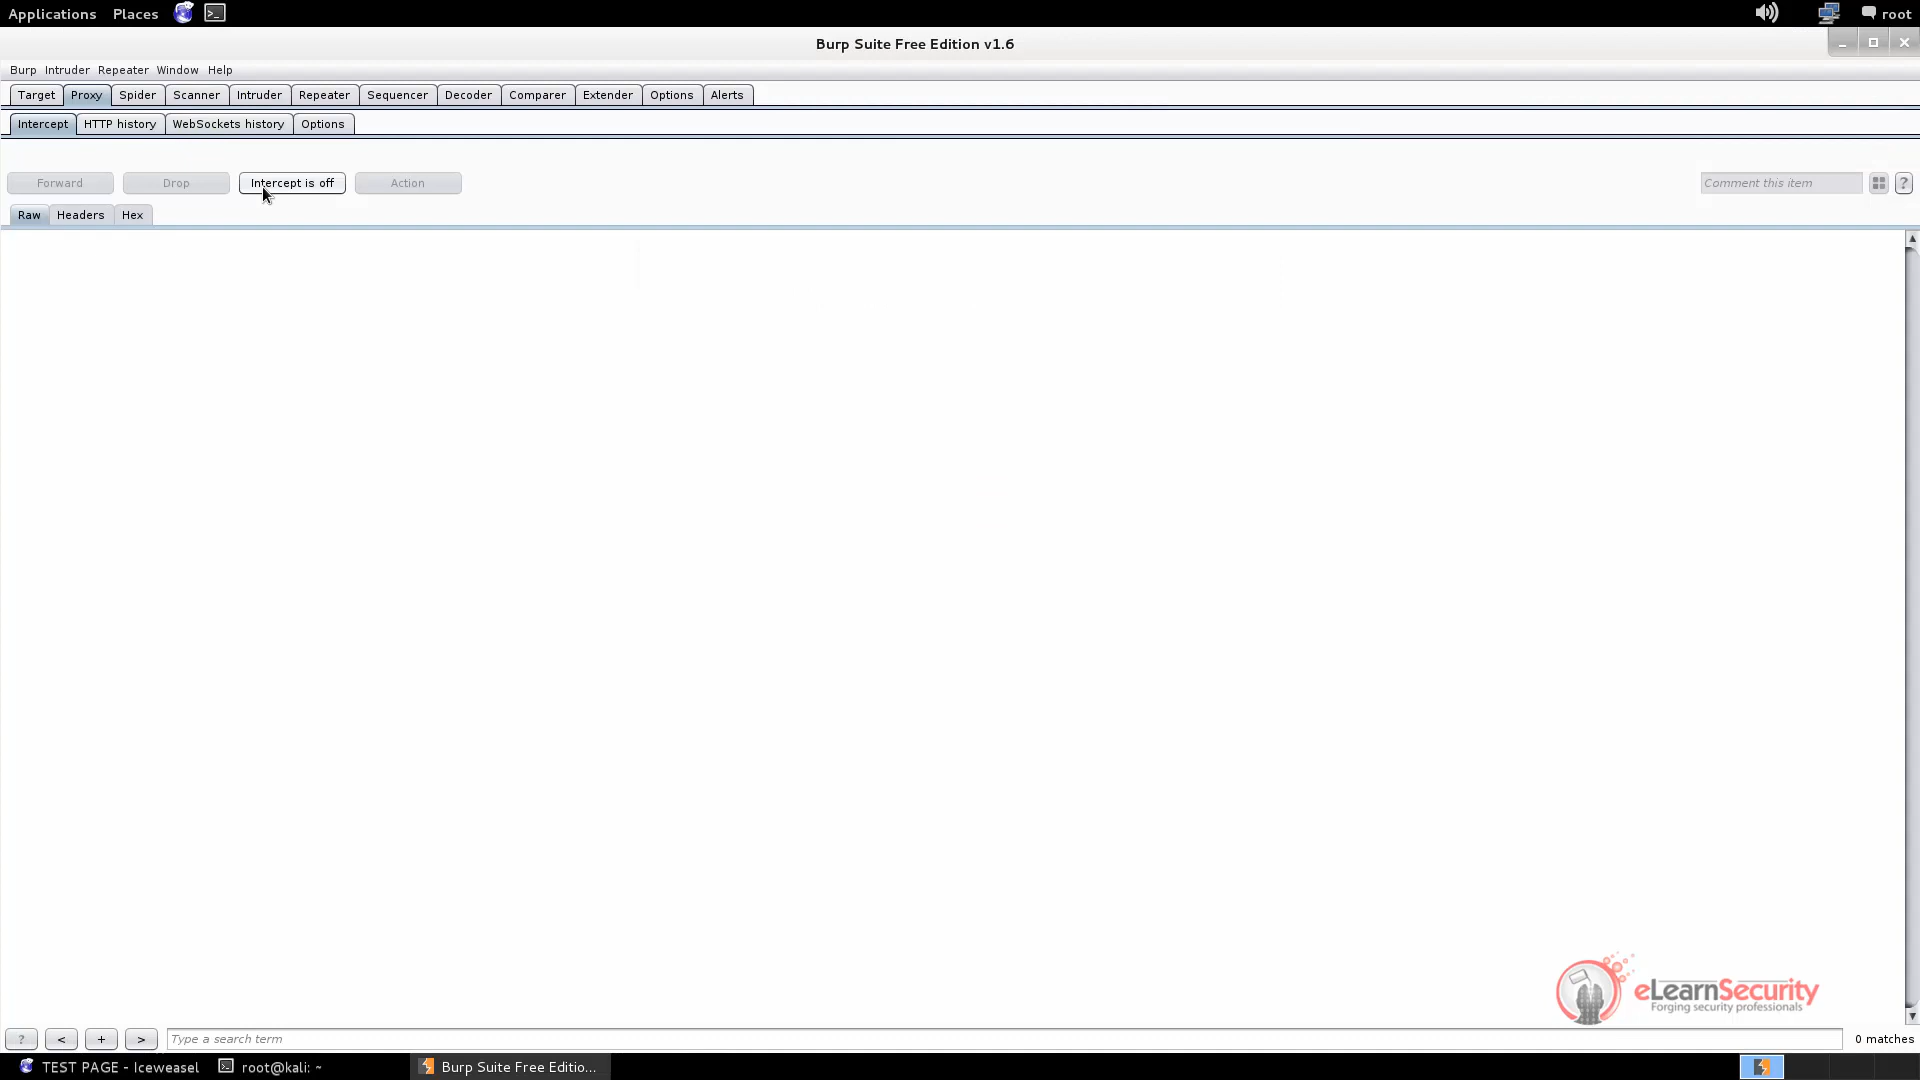 Applications Places root
Burp Suite Free Edition v1.6
Burp Intruder Repeater Window Help
Target Proxy Spider Scanner Intruder Repeater Sequencer Decoder Comparer Extender Options Alerts
Intercept HTTP history WebSockets history Options
Forward Drop Intercept is off Action Comment this item ?
Raw Headers Hex
eLearnSecurity
Forging security professionals
? < + > Type a search term 0 matches
TEST PAGE - Iceweasel root@kali: ~ Burp Suite Free Editio...